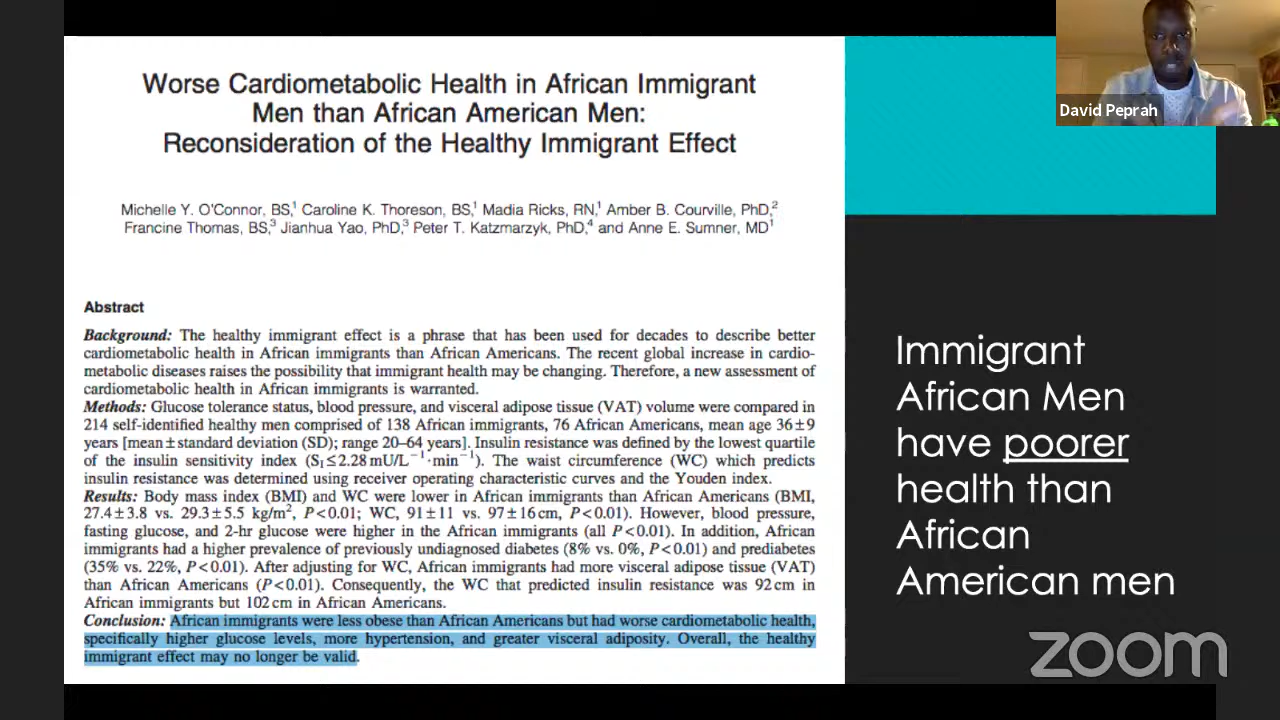 Worse Cardiometabolic Health in African Immigrant
Men than African American Men:
Reconsideration of the Healthy Immigrant Effect
Michelle Y. O'Connor, BS,1 Caroline K. Thoreson, BS,1 Madia Ricks, RN,1 Amber B. Courville, PhD,2
Francine Thomas, BS,3 Jianhua Yao, PhD,3 Peter T. Katzmarzyk, PhD,4 and Anne E. Sumner, MD1
Abstract
Background: The healthy immigrant effect is a phrase that has been used for decades to describe better
cardiometabolic health in African immigrants than African Americans. The recent global increase in cardio-
metabolic diseases raises the possibility that immigrant health may be changing. Therefore, a new assessment of
cardiometabolic health in African immigrants is warranted.
Methods: Glucose tolerance status, blood pressure, and visceral adipose tissue (VAT) volume were compared in
214 self-identified healthy men comprised of 138 African immigrants, 76 African Americans, mean age 36±9
years [mean±standard deviation (SD); range 20–64 years]. Insulin resistance was defined by the lowest quartile
of the insulin sensitivity index (SI≤2.28 mU/L−1·min−1). The waist circumference (WC) which predicts
insulin resistance was determined using receiver operating characteristic curves and the Youden index.
Results: Body mass index (BMI) and WC were lower in African immigrants than African Americans (BMI,
27.4±3.8 vs. 29.3±5.5 kg/m2, P<0.01; WC, 91±11 vs. 97±16 cm, P<0.01). However, blood pressure,
fasting glucose, and 2-hr glucose were higher in the African immigrants (all P<0.01). In addition, African
immigrants had a higher prevalence of previously undiagnosed diabetes (8% vs. 0%, P<0.01) and prediabetes
(35% vs. 22%, P<0.01). After adjusting for WC, African immigrants had more visceral adipose tissue (VAT)
than African Americans (P<0.01). Consequently, the WC that predicted insulin resistance was 92 cm in
African immigrants but 102 cm in African Americans.
Conclusion: African immigrants were less obese than African Americans but had worse cardiometabolic health,
specifically higher glucose levels, more hypertension, and greater visceral adiposity. Overall, the healthy
immigrant effect may no longer be valid.
David Peprah
Immigrant
African Men
have poorer
health than
African
American men
zoom